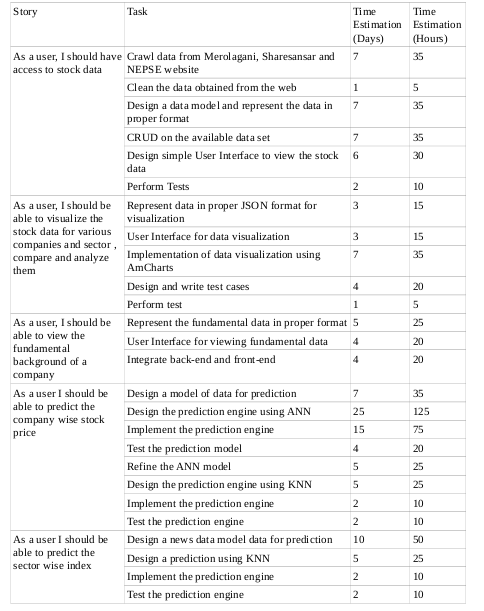 Story Task Time Estimation (Days) Time Estimation (Hours)
As a user, I should have access to stock data
Crawl data from Merolagani, Sharesansar and NEPSE website 7 35
Clean the data obtained from the web 1 5
Design a data model and represent the data in proper format 7 35
CRUD on the available data set 7 35
Design simple User Interface to view the stock data 6 30
Perform Tests 2 10
As a user, I should be able to visualize the stock data for various companies and sector , compare and analyze them
Represent data in proper JSON format for visualization 3 15
User Interface for data visualization 3 15
Implementation of data visualization using AmCharts 7 35
Design and write test cases 4 20
Perform test 1 5
As a user, I should be able to view the fundamental background of a company
Represent the fundamental data in proper format 5 25
User Interface for viewing fundamental data 4 20
Integrate back-end and front-end 4 20
As a user I should be able to predict the company wise stock price
Design a model of data for prediction 7 35
Design the prediction engine using ANN 25 125
Implement the prediction engine 15 75
Test the prediction model 4 20
Refine the ANN model 5 25
Design the prediction engine using KNN 5 25
Implement the prediction engine 2 10
Test the prediction engine 2 10
As a user I should be able to predict the sector wise index
Design a news data model data for prediction 10 50
Design a prediction using KNN 5 25
Implement the prediction engine 2 10
Test the prediction engine 2 10